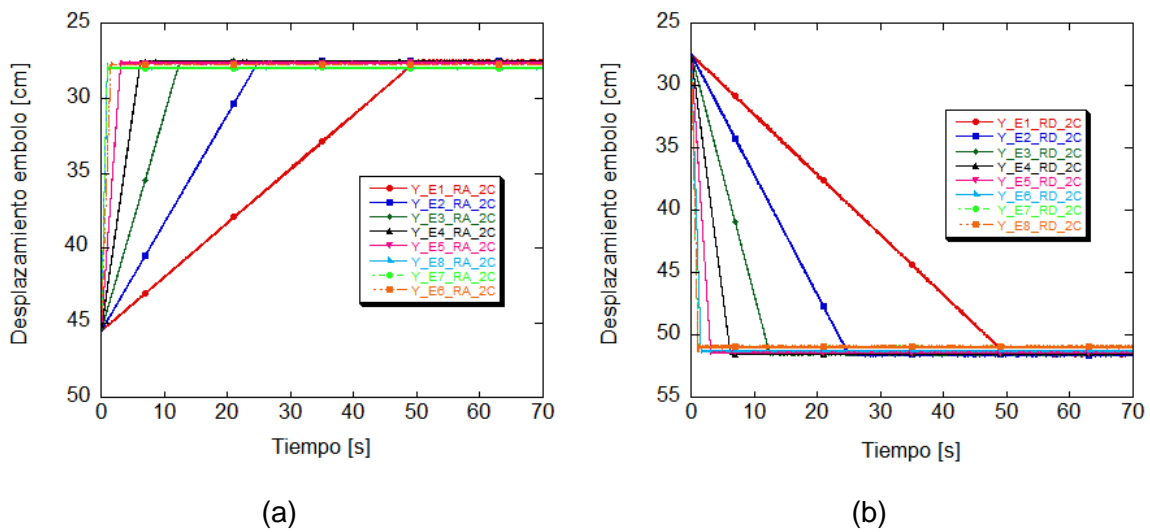 Desplazamiento embolo [cm]
25
30
35
40
45
50
0 10 20 30 40 50 60 70
Tiempo [s]
Y_E1_RA_2C
Y_E2_RA_2C
Y_E3_RA_2C
Y_E4_RA_2C
Y_E5_RA_2C
Y_E8_RA_2C
Y_E7_RA_2C
Y_E6_RA_2C
(a)
Desplazamiento embolo [cm]
25
30
35
40
45
50
55
0 10 20 30 40 50 60 70
Tiempo [s]
Y_E1_RD_2C
Y_E2_RD_2C
Y_E3_RD_2C
Y_E4_RD_2C
Y_E5_RD_2C
Y_E6_RD_2C
Y_E7_RD_2C
Y_E8_RD_2C
(b)